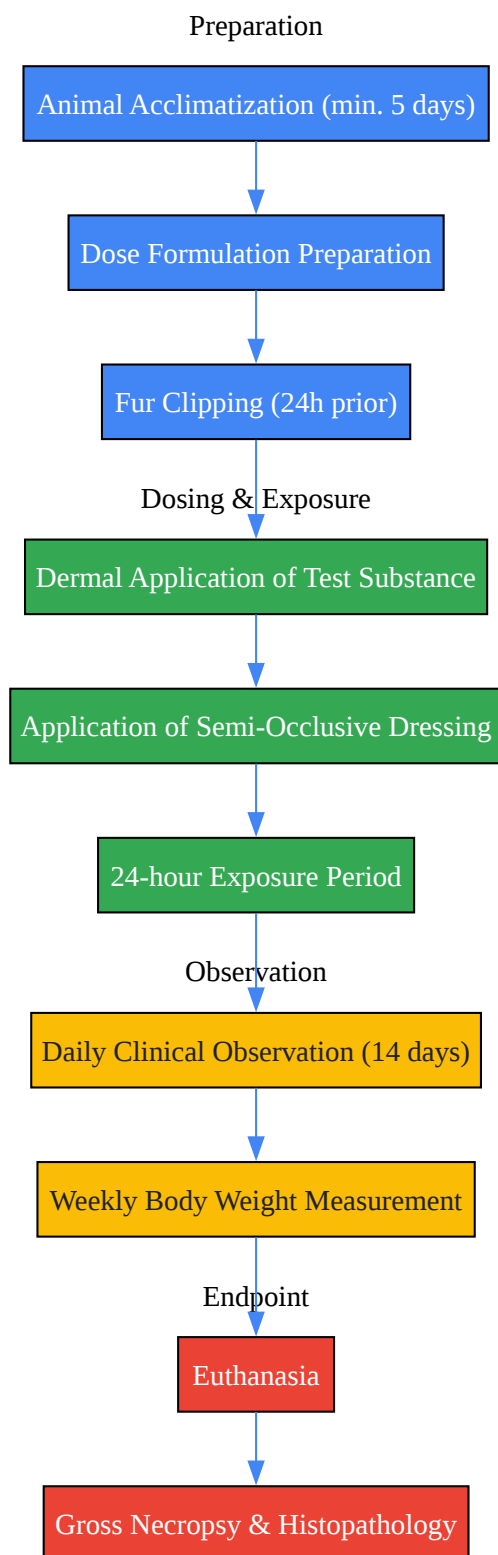 Preparation
Animal Acclimatization (min. 5 days)
Dose Formulation Preparation
Fur Clipping (24h prior)
Dosing & Exposure
Dermal Application of Test Substance
Application of Semi-Occlusive Dressing
24-hour Exposure Period
Observation
Daily Clinical Observation (14 days)
Weekly Body Weight Measurement
Endpoint
Euthanasia
Gross Necropsy & Histopathology